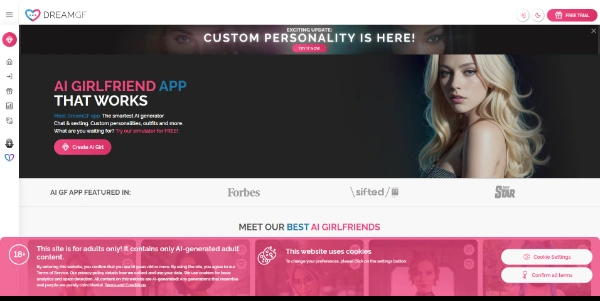 DREAMGF
FREE TRIAL
EXCITING UPDATE:
CUSTOM PERSONALITY IS HERE!
TRY IT NOW
AI GIRLFRIEND APP
THAT WORKS
Meet DreamGF app. The smartest AI generator.
Chat & sexting. Custom personalities, outfits and more.
What are you waiting for? Try our simulator for FREE!
Create AI Girl
AI GF APP FEATURED IN:
Forbes
\sifted/
STAR
MEET OUR BEST AI GIRLFRIENDS
18+
This site is for adults only! It contains only AI-generated adult
content.
By entering this website, you confirm that you are 18 years old or more. By using the site, you agree to our
Terms of Service. Our privacy policy details how we collect and use your data. We use cookies for basic
analytics and spam detection. All content on this website are AI-generated! Any generations that resemble
real people are purely coincidental.
This website uses cookies
To change your preferences, please Click on the settings button.
Cookie Settings
Confirm all terms